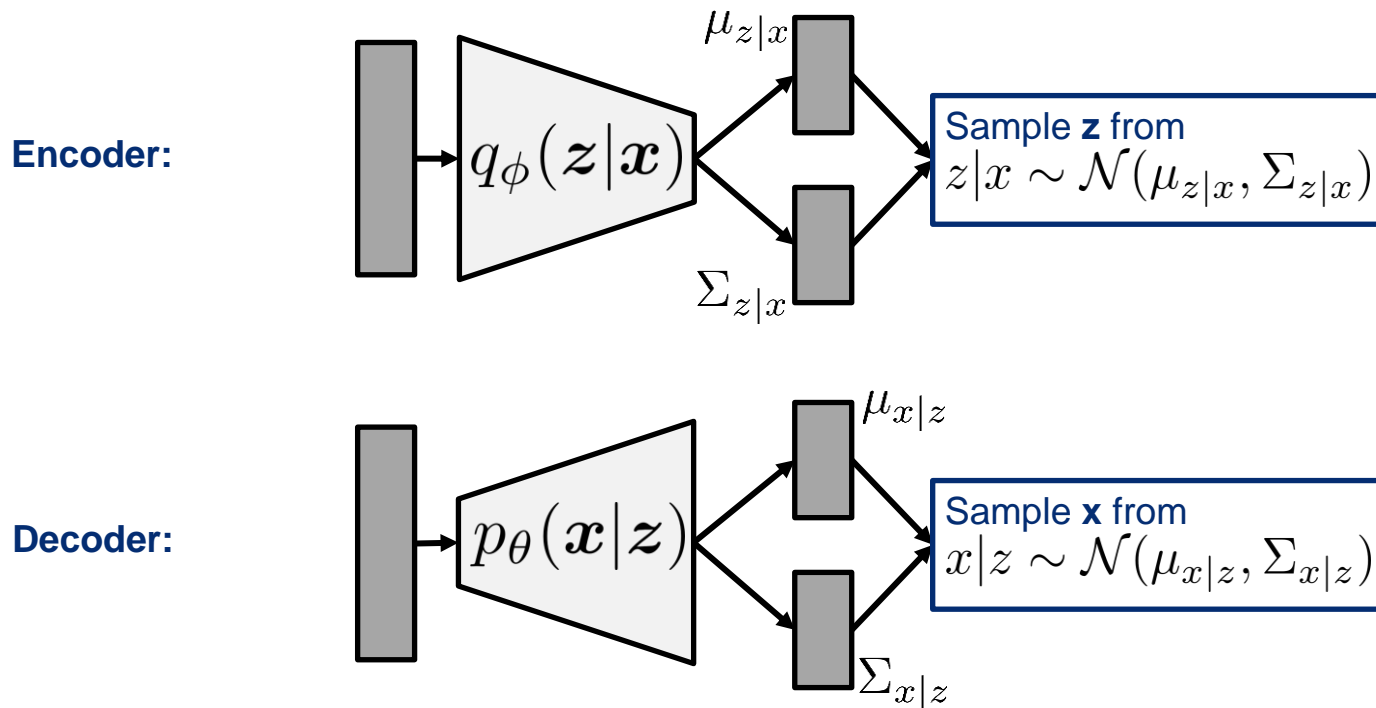 Encoder:
q_ϕ(z|x)
μ_{z|x}
Σ_{z|x}
Sample z from
z|x ∼ 𝒩(μ_{z|x}, Σ_{z|x})
Decoder:
p_θ(x|z)
μ_{x|z}
Σ_{x|z}
Sample x from
x|z ∼ 𝒩(μ_{x|z}, Σ_{x|z})